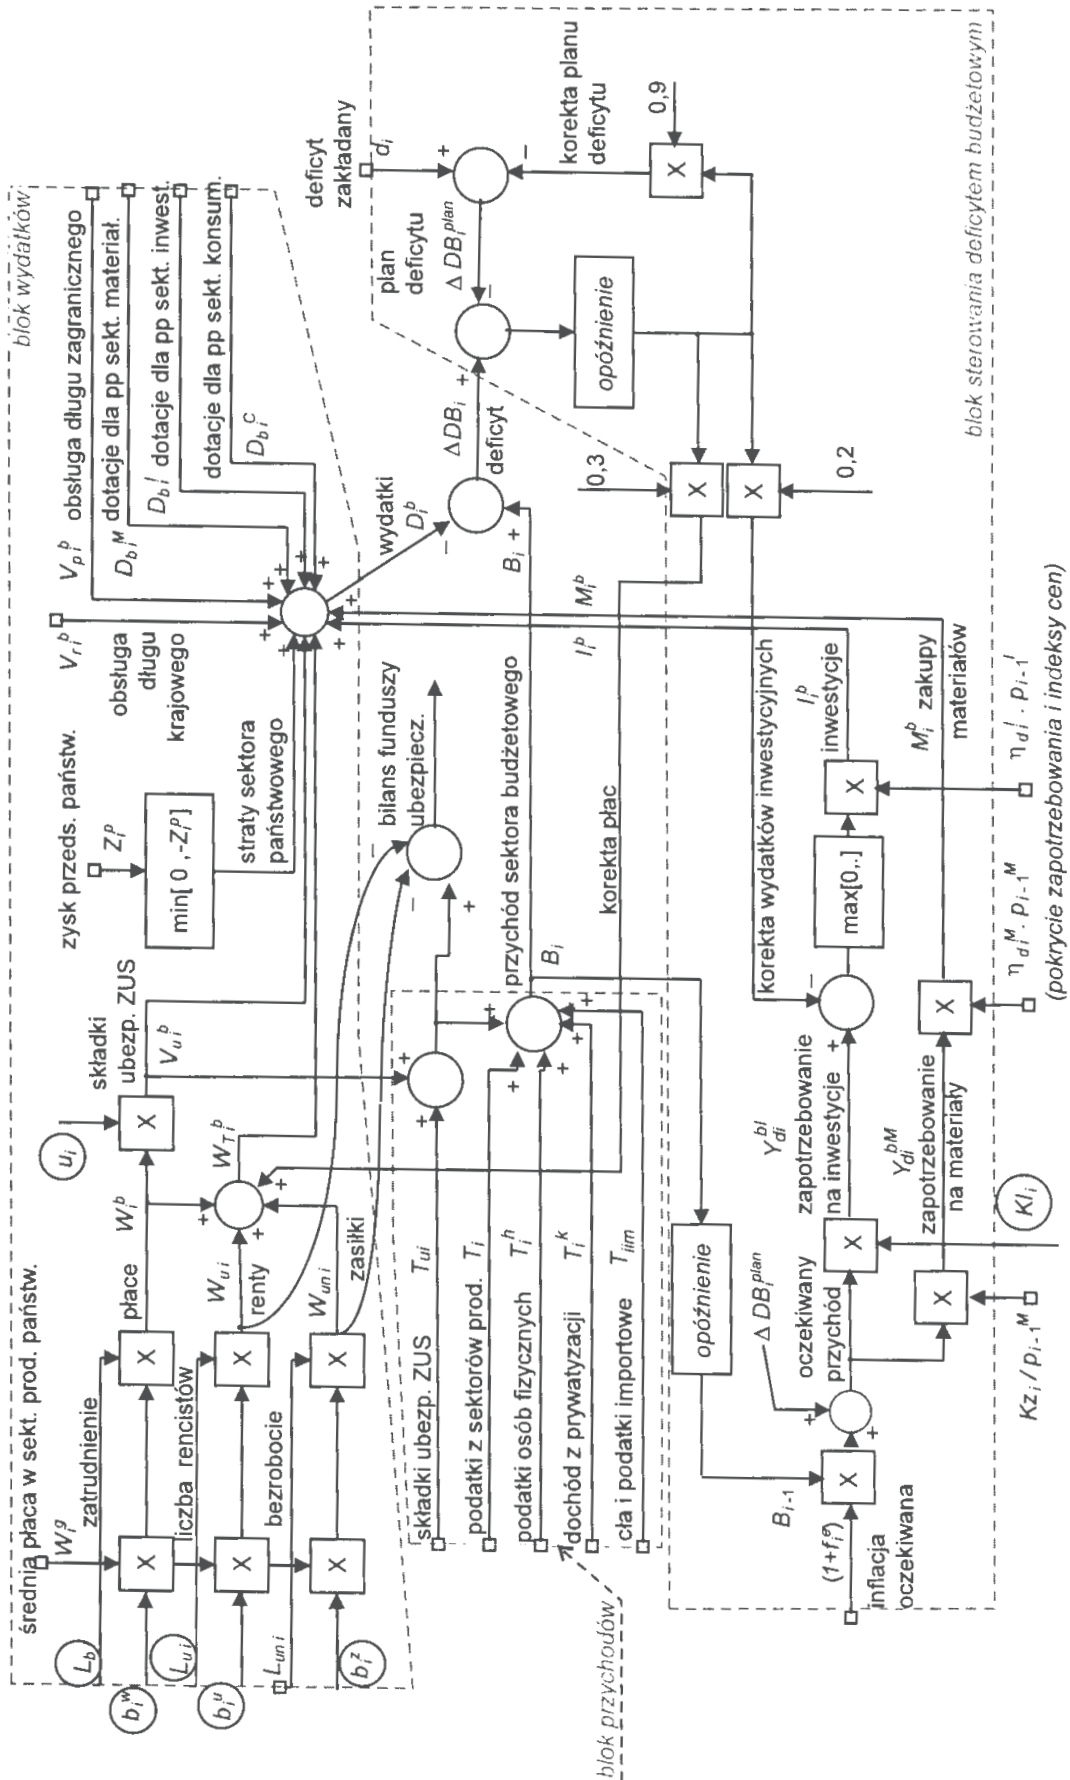 blok wydatków
średnia płaca w sekt. prod. państw.
W_i^g
zatrudnienie
L_b
b_i^w
L_ui
liczba rencistów
b_i^u
L_un i
bezrobocie
b_i^z
X
X
X
X
X
X
płace
W_i^b
W_ui
renty
W_un i
zasiłki
u_i
X
składki
ubezp. ZUS
V_ui^b
W_Ti^b
zysk przeds. państw.
Z_i^p
min[ 0 ,-Z_i^p]
straty sektora
państwowego
V_ri^b
obsługa
długu
krajowego
V_pi^b
obsługa długu zagranicznego
D_bi^M
dotacje dla pp sekt. materiał.
D_bi^I
dotacje dla pp sekt. inwest.
dotacje dla pp sekt. konsum.
D_bi^C
bilans funduszy
ubezpiecz.
wydatki
D_i^b
składki ubezp. ZUS
T_ui
podatki z sektorów prod.
T_i
podatki osób fizycznych
T_i^h
dochód z prywatyzacji
T_i^k
cła i podatki importowe
T_iim
blok przychodów
przychód sektora budżetowego
B_i
B_i +
ΔDB_i +
deficyt
deficyt
zakładany
d_i
plan
deficytu
Δ DB_i^plan
korekta planu
deficytu
0,9
X
opóźnienie
0,3
X
X
0,2
blok sterowania deficytem budżetowym
korekta płac
I_i^b
M_i^b
korekta wydatków inwestycyjnych
opóźnienie
B_i-1
(1+f_i^e)
inflacja
oczekiwana
X
Δ DB_i^plan
oczekiwany
przychód
X
X
Kz_i / p_i-1^M
KI_i
Y_di^bI
zapotrzebowanie
na inwestycje
Y_di^bM
zapotrzebowanie
na materiały
max[0,.]
X
X
I_i^b
inwestycje
M_i^b zakupy
materiałów
η_di^M · p_i-1^M
η_di^I · p_i-1^I
(pokrycie zapotrzebowania i indeksy cen)